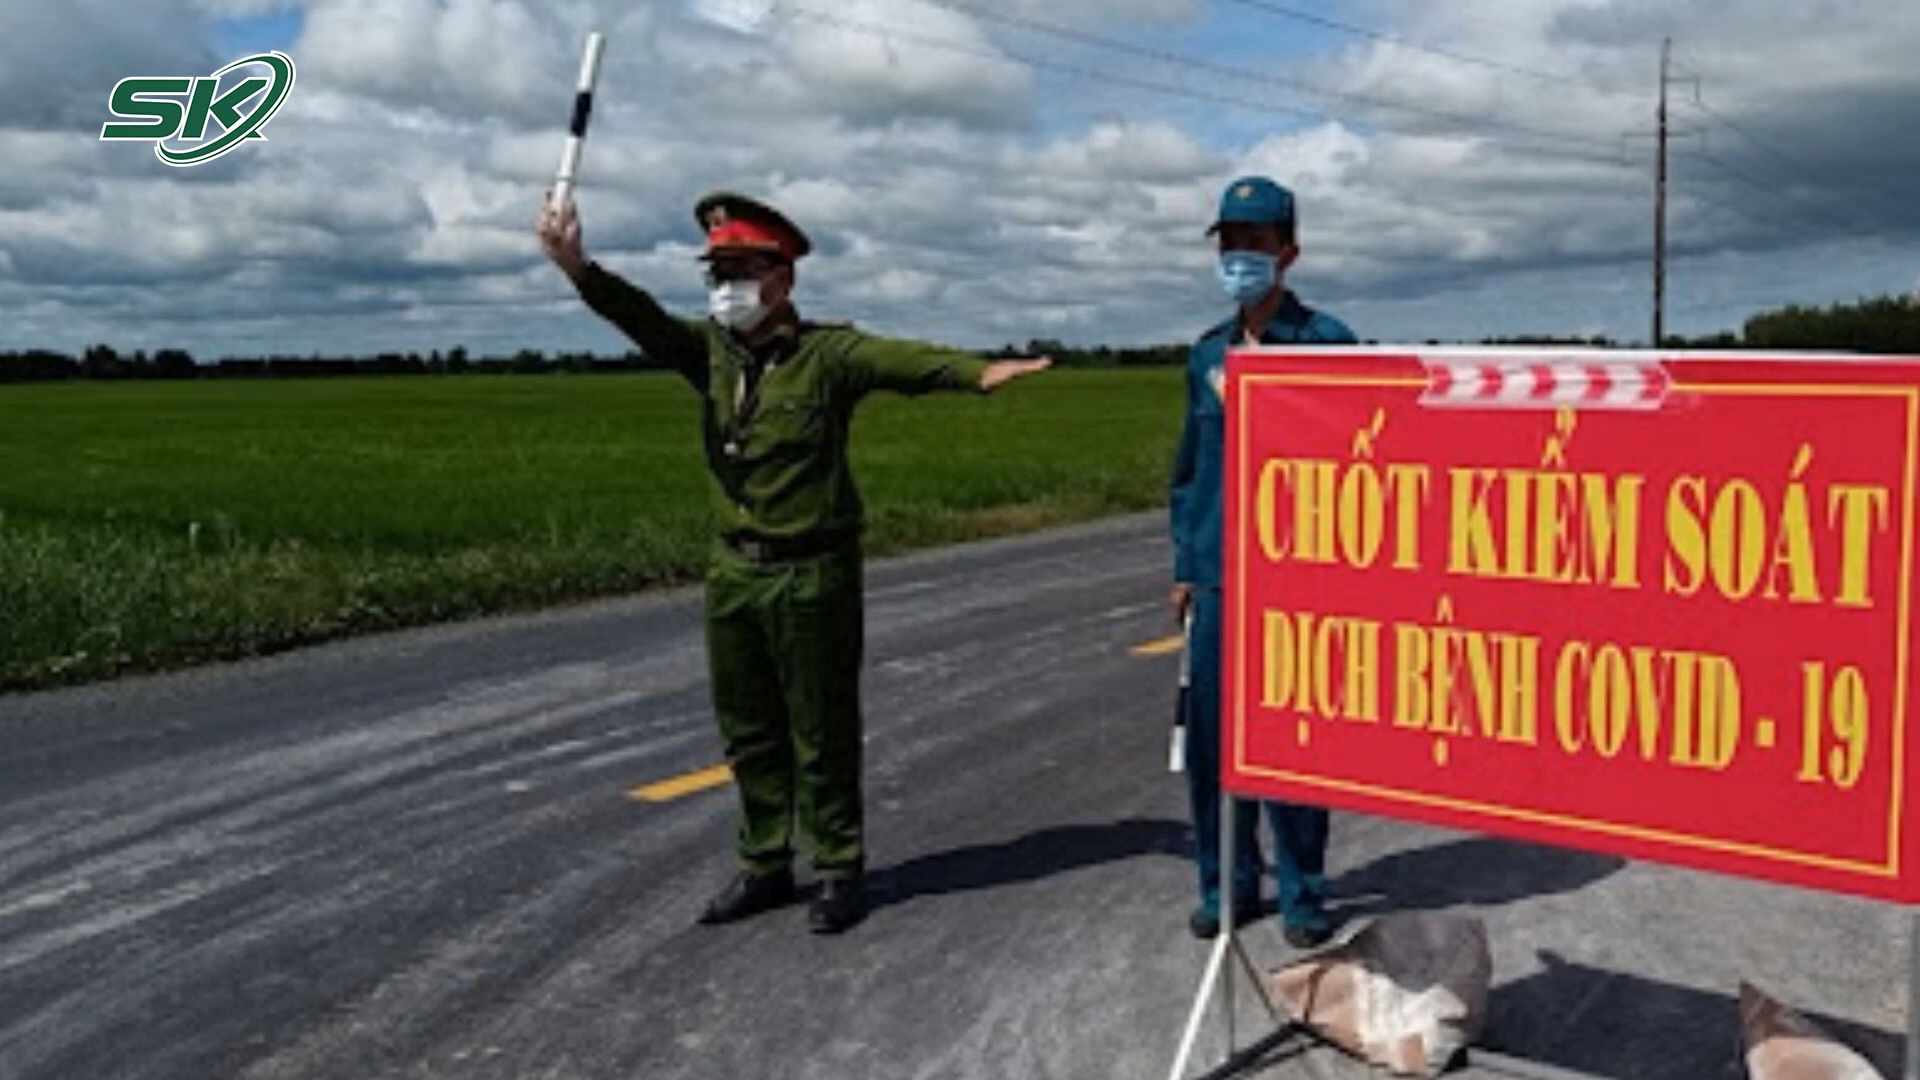 SK
CHỐT KIỂM SOÁT
DỊCH BỆNH COVID - 19